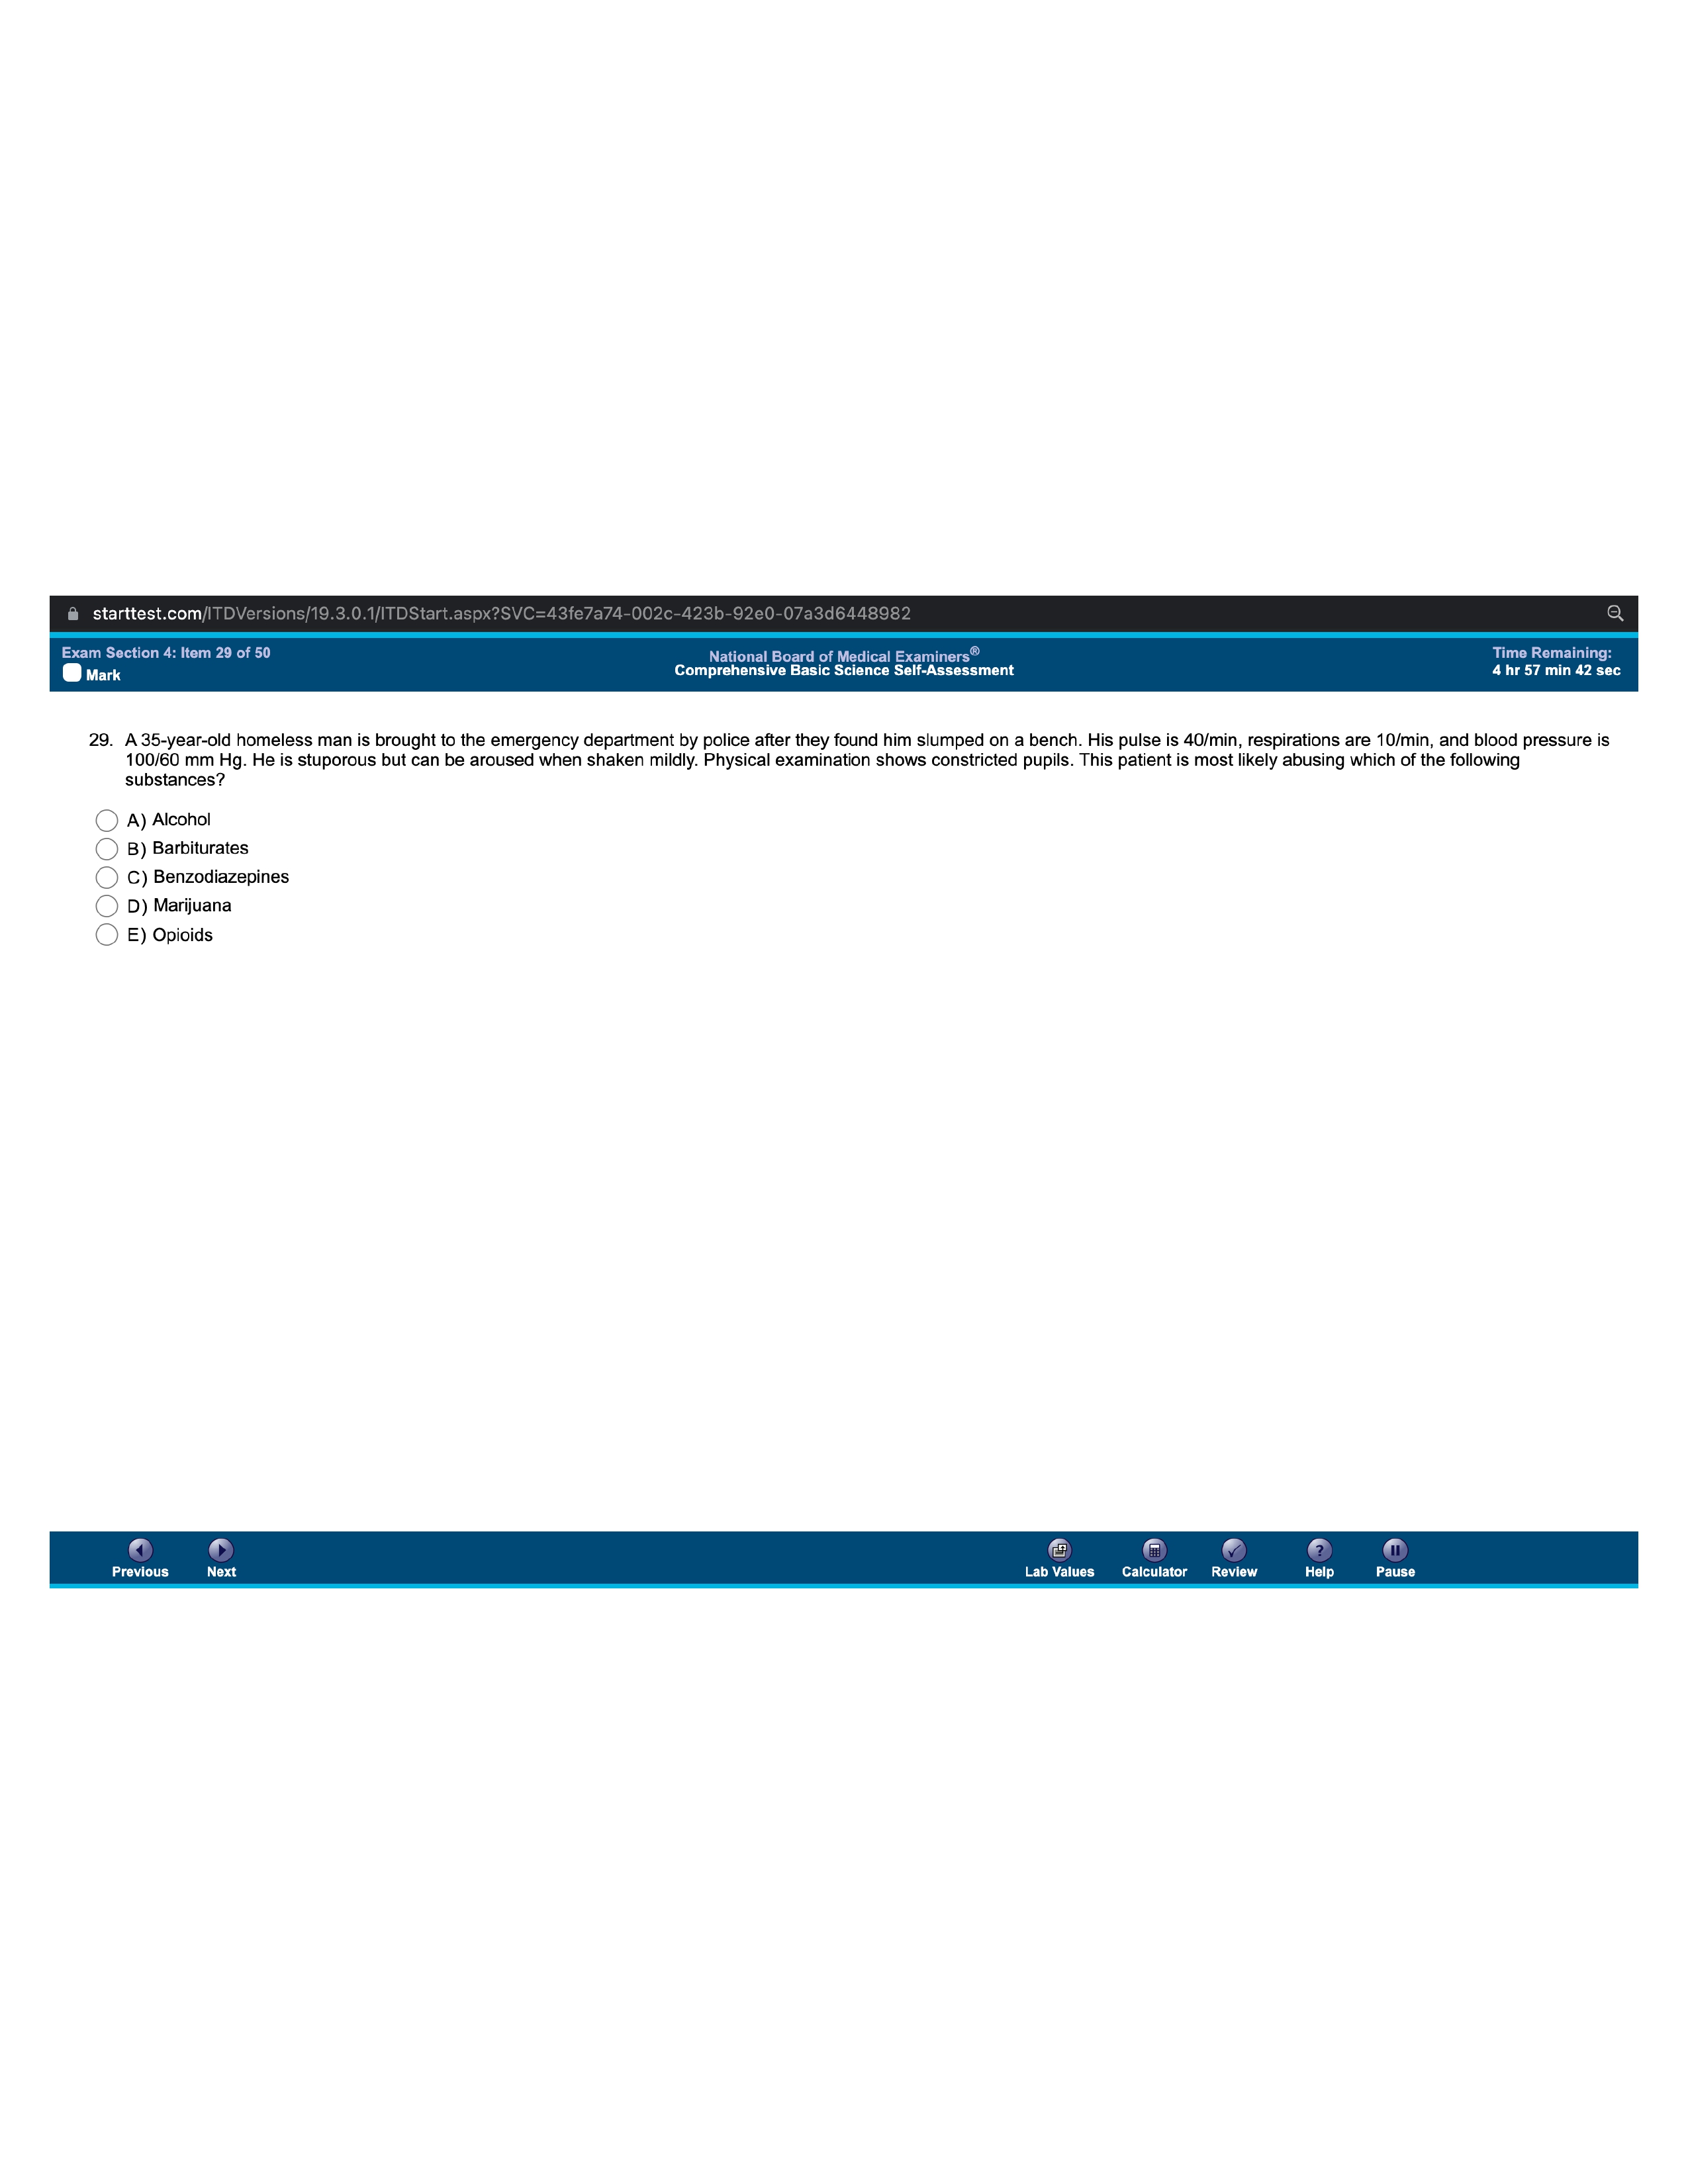 starttest.com/ITDVersions/19.3.0.1/ITDStart.aspx?SVC=43fe7a74-002c-423b-92e0-07a3d6448982
Exam Section 4: Item 29 of 50
National Board of Medical Examiners®
Time Remaining:
Mark
Comprehensive Basic Science Self-Assessment
4 hr 57 min 42 sec
29. A 35-year-old homeless man is brought to the emergency department by police after they found him slumped on a bench. His pulse is 40/min, respirations are 10/min, and blood pressure is
100/60 mm Hg. He is stuporous but can be aroused when shaken mildly. Physical examination shows constricted pupils. This patient is most likely abusing which of the following
substances?
A) Alcohol
B) Barbiturates
C) Benzodiazepines
D) Marijuana
E) Opioids
Previous Next Lab Values Calculator Review Help Pause